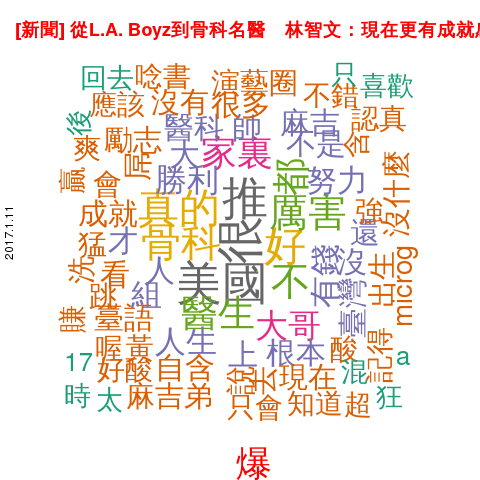 [新聞] 從L.A. Boyz到骨科名醫 林智文：現在更有成就
2017.1.11
回去 唸書 演藝圈 只 喜歡
應該 沒有 很多 不錯
後 勵志 醫科 帥 麻吉 認真
爽 屌 大 家裏 不是 含
贏 會 勝利 都 努力 沒什麼
成就 真的 推 厲害 強
猛 才 骨科 很 好 還
洗 看 人 美國 不 有錢 沒 出生
跳 組 臺灣 microg
賺 臺語 醫生 大哥
喔 黃 人生 上 根本 酸 記得 a
17 好酸 自含 說 去 現在 混
時 太 麻吉弟 只會 知道 超 狂
爆